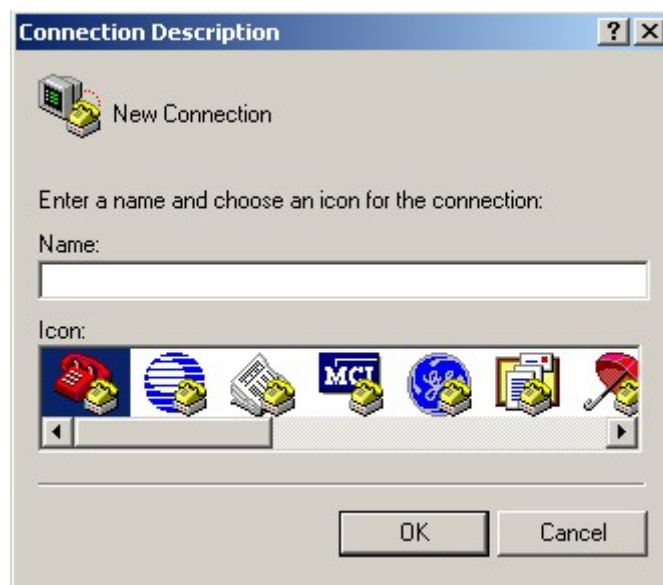 Connection Description
New Connection
Enter a name and choose an icon for the connection:
Name:
Icon:
MCI
OK
Cancel